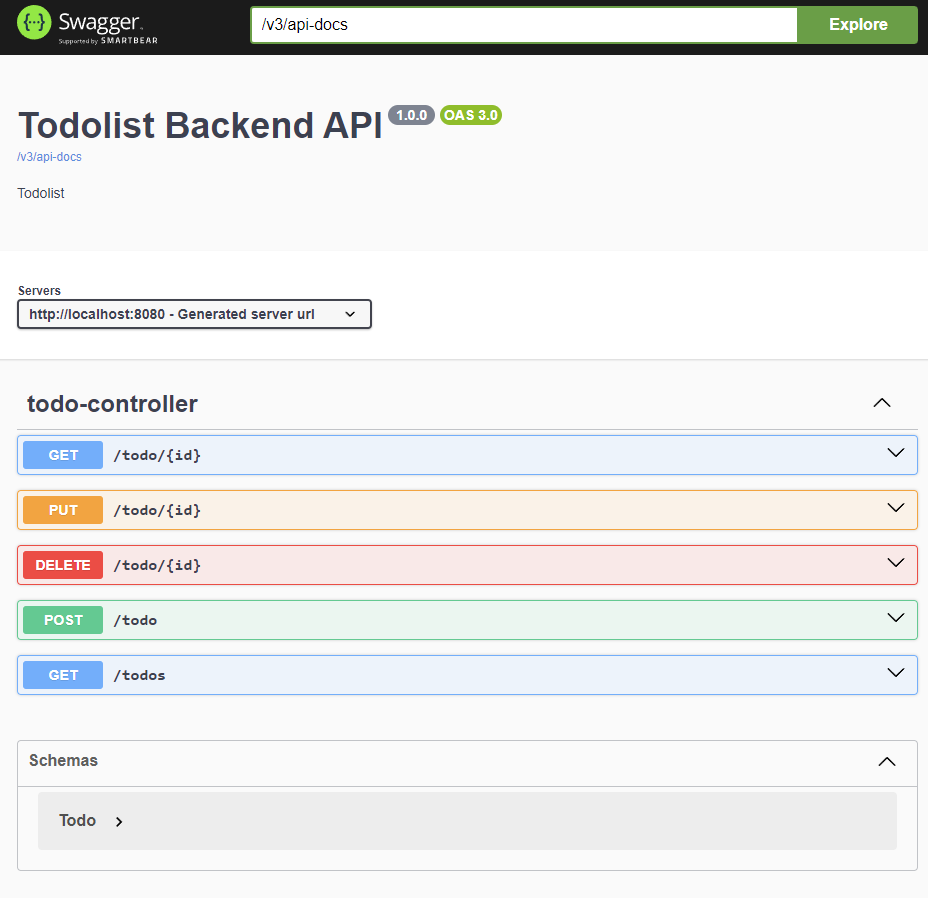 Swagger
Supported by SMARTBEAR
/v3/api-docs
Explore
Todolist Backend API 1.0.0 OAS 3.0
/v3/api-docs
Todolist
Servers
http://localhost:8080 - Generated server url
todo-controller
GET /todo/{id}
PUT /todo/{id}
DELETE /todo/{id}
POST /todo
GET /todos
Schemas
Todo